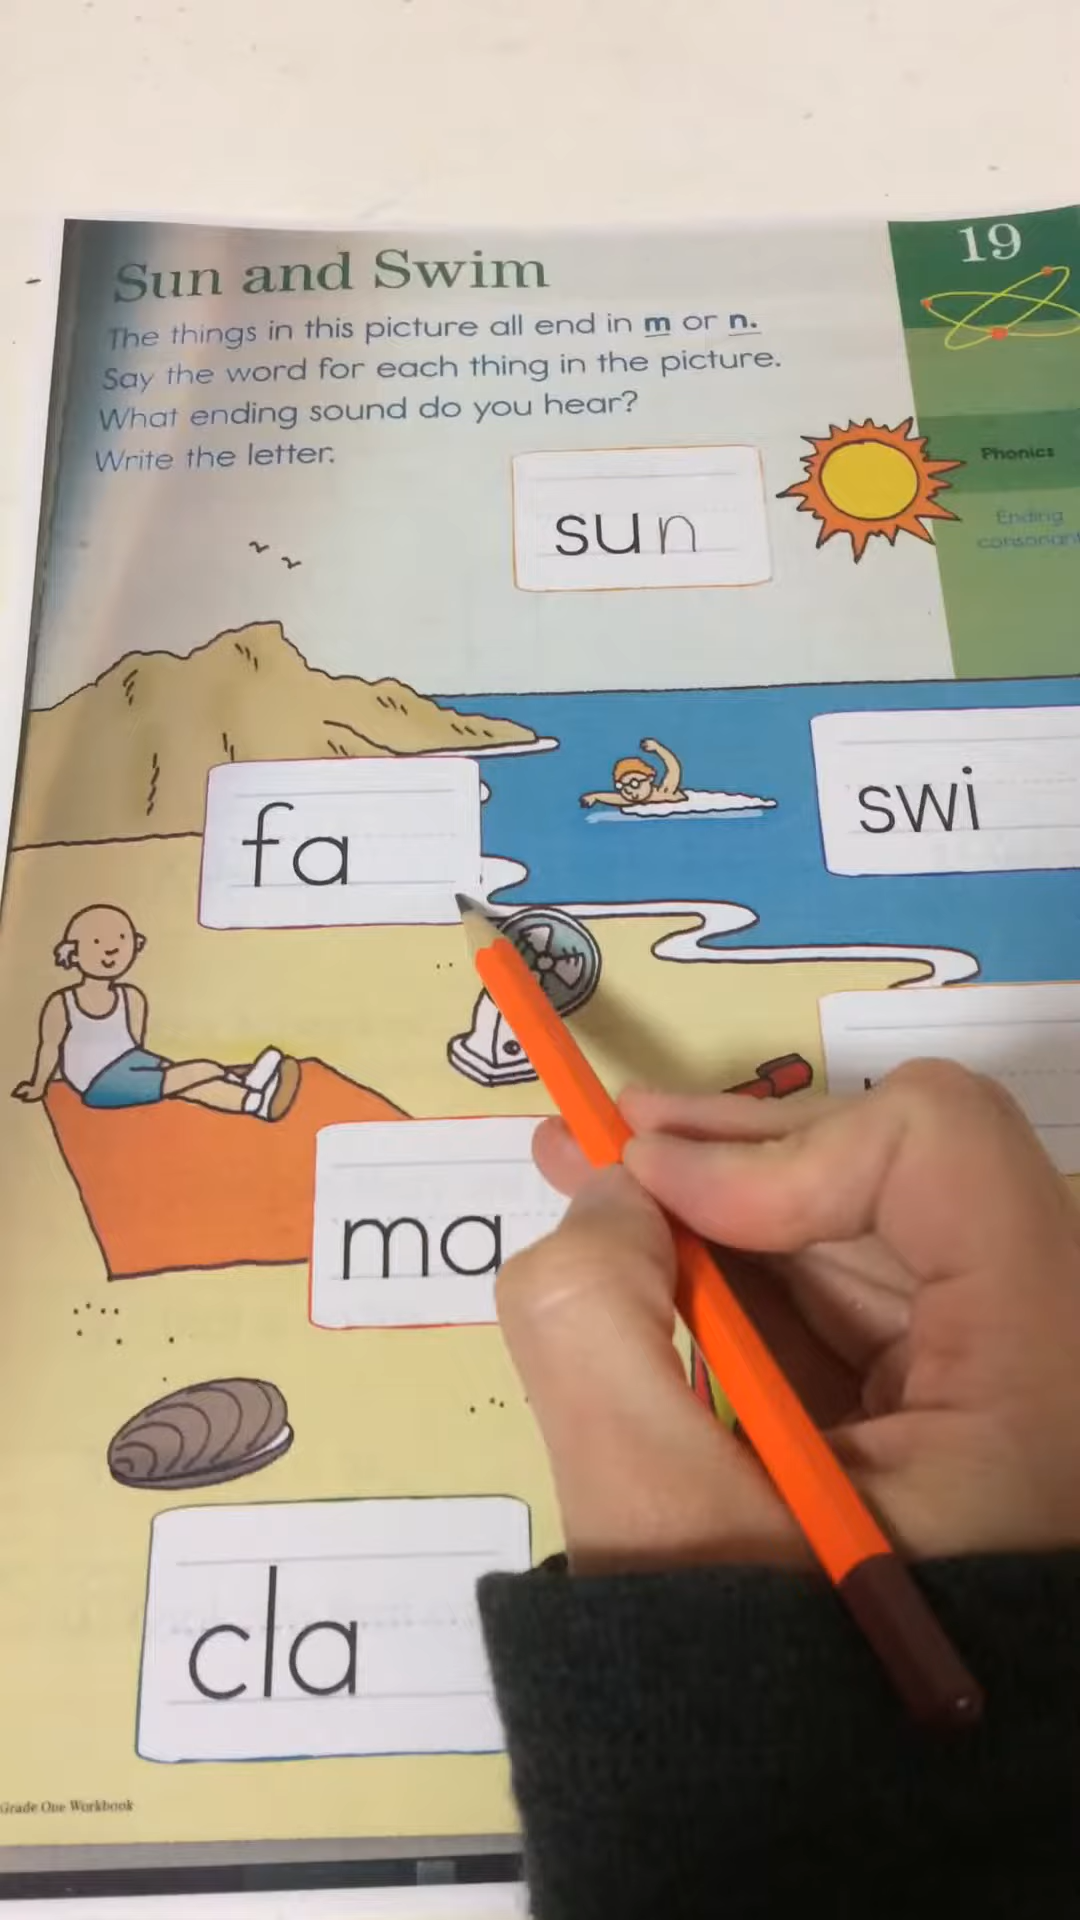 Sun and Swim
19
The things in this picture all end in m or n.
Say the word for each thing in the picture.
What ending sound do you hear?
Write the letter.
Phonics
Ending
consonant
sun
swi
fa
ma
cla
Grade One Workbook